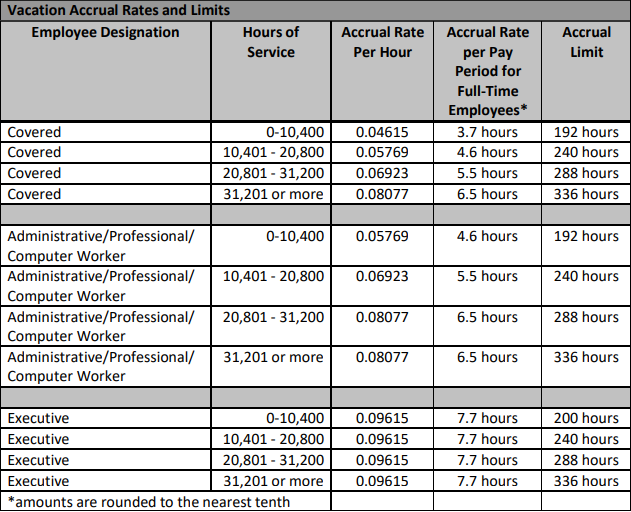 Vacation Accrual Rates and Limits
Employee Designation Hours of Service Accrual Rate Per Hour Accrual Rate per Pay Period for Full-Time Employees* Accrual Limit
Covered 0-10,400 0.04615 3.7 hours 192 hours
Covered 10,401 - 20,800 0.05769 4.6 hours 240 hours
Covered 20,801 - 31,200 0.06923 5.5 hours 288 hours
Covered 31,201 or more 0.08077 6.5 hours 336 hours
Administrative/Professional/ 0-10,400 0.05769 4.6 hours 192 hours
Computer Worker
Administrative/Professional/ 10,401 - 20,800 0.06923 5.5 hours 240 hours
Computer Worker
Administrative/Professional/ 20,801 - 31,200 0.08077 6.5 hours 288 hours
Computer Worker
Administrative/Professional/ 31,201 or more 0.08077 6.5 hours 336 hours
Computer Worker
Executive 0-10,400 0.09615 7.7 hours 200 hours
Executive 10,401 - 20,800 0.09615 7.7 hours 240 hours
Executive 20,801 - 31,200 0.09615 7.7 hours 288 hours
Executive 31,201 or more 0.09615 7.7 hours 336 hours
*amounts are rounded to the nearest tenth